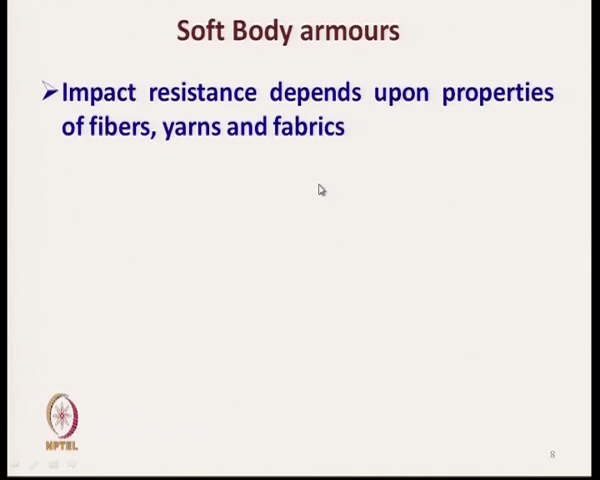 Soft Body armours
➢Impact resistance depends upon properties
of fibers, yarns and fabrics
NPTEL
8